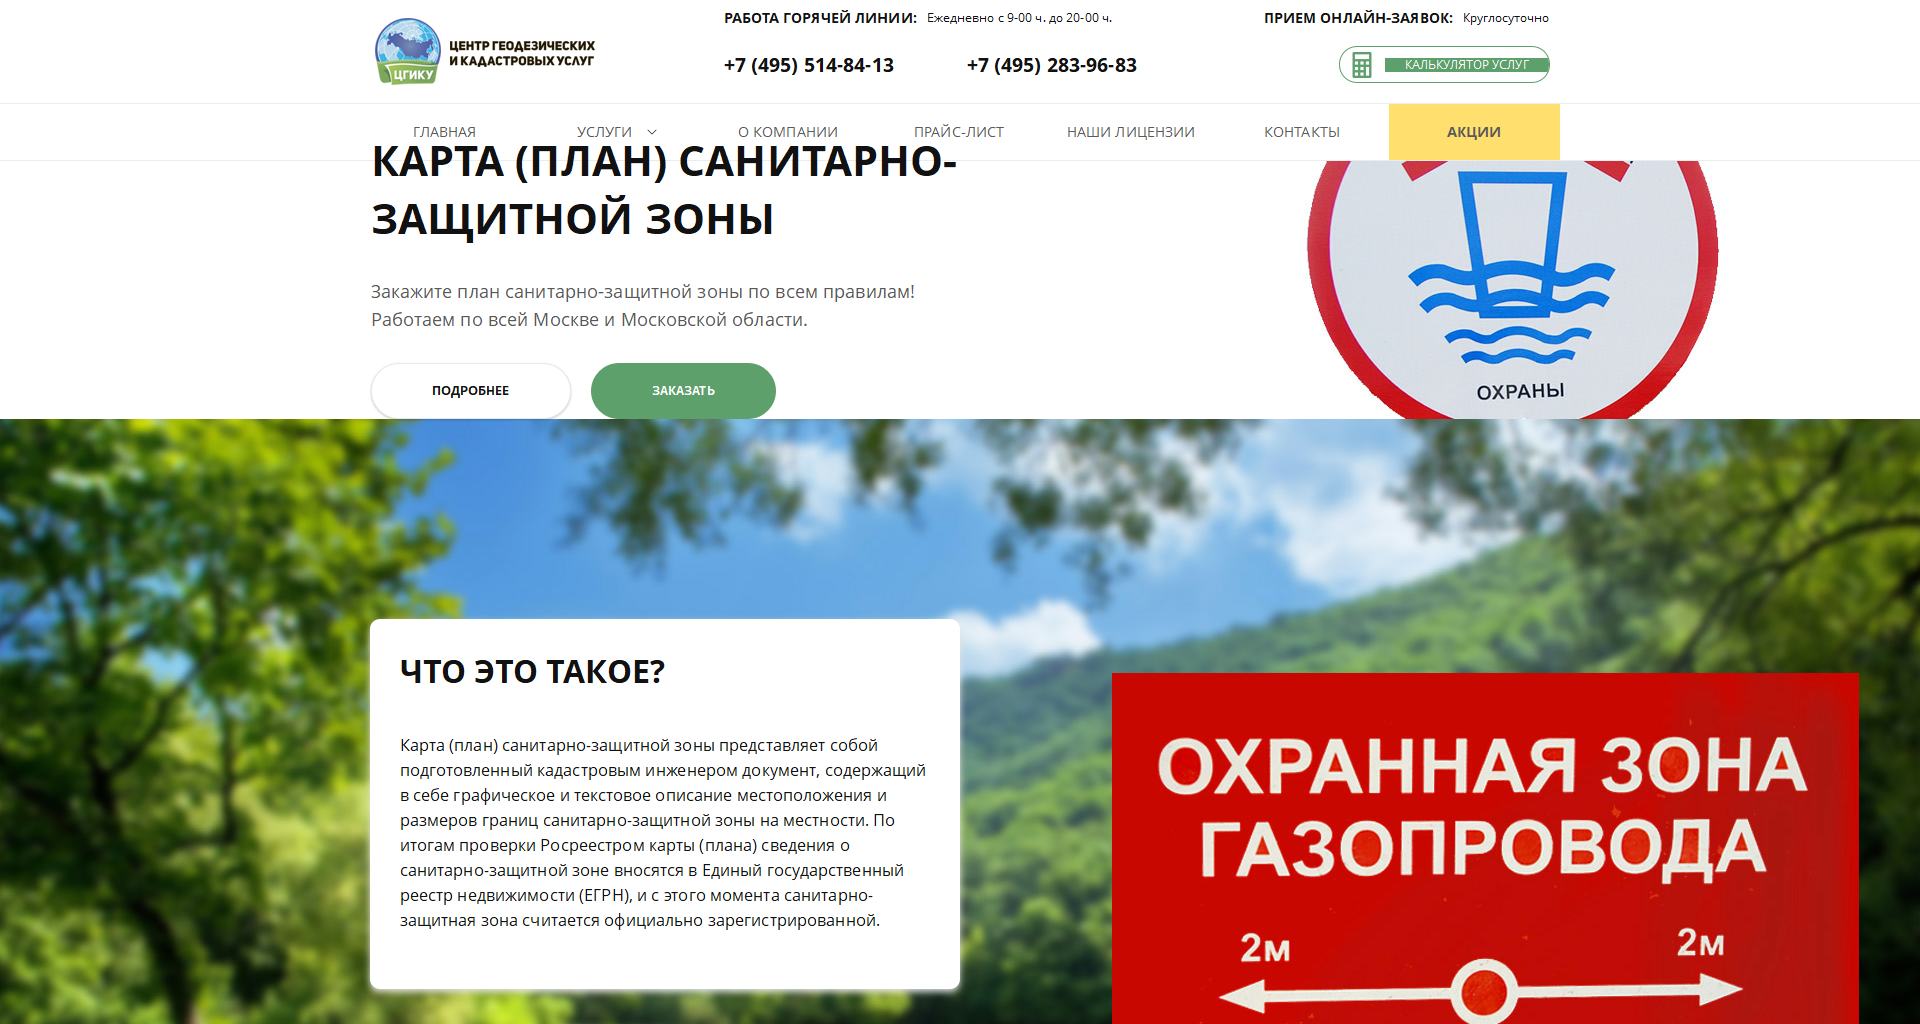 РАБОТА ГОРЯЧЕЙ ЛИНИИ: Ежедневно с 9-00 ч. до 20-00 ч.
ПРИЕМ ОНЛАЙН-ЗАЯВОК: Круглосуточно
ЦЕНТР ГЕОДЕЗИЧЕСКИХ
И КАДАСТРОВЫХ УСЛУГ
ЦГИКУ
+7 (495) 514-84-13
+7 (495) 283-96-83
КАЛЬКУЛЯТОР УСЛУГ
ГЛАВНАЯ
УСЛУГИ
О КОМПАНИИ
ПРАЙС-ЛИСТ
НАШИ ЛИЦЕНЗИИ
КОНТАКТЫ
АКЦИИ
КАРТА (ПЛАН) САНИТАРНО-
ЗАЩИТНОЙ ЗОНЫ
Закажите план санитарно-защитной зоны по всем правилам!
Работаем по всей Москве и Московской области.
ПОДРОБНЕЕ
ЗАКАЗАТЬ
ОХРАНЫ
ЧТО ЭТО ТАКОЕ?
Карта (план) санитарно-защитной зоны представляет собой
подготовленный кадастровым инженером документ, содержащий
в себе графическое и текстовое описание местоположения и
размеров границ санитарно-защитной зоны на местности. По
итогам проверки Росреестром карты (плана) сведения о
санитарно-защитной зоне вносятся в Единый государственный
реестр недвижимости (ЕГРН), и с этого момента санитарно-
защитная зона считается официально зарегистрированной.
ОХРАННАЯ ЗОНА
ГАЗОПРОВОДА
2м
2м